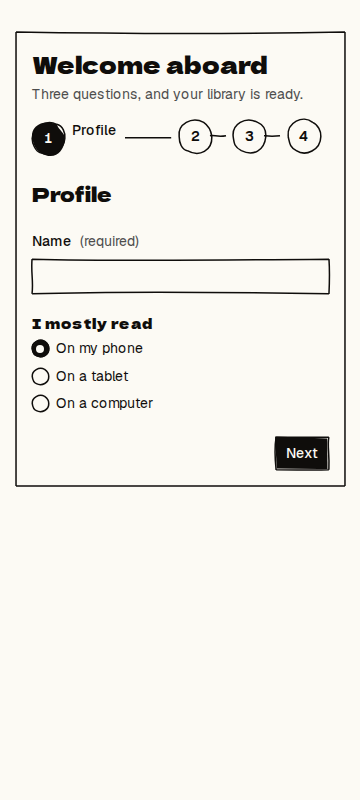 Welcome aboard
Three questions, and your library is ready.
1 Profile 2 3 4
Profile
Name (required)
I mostly read
On my phone
On a tablet
On a computer
Next